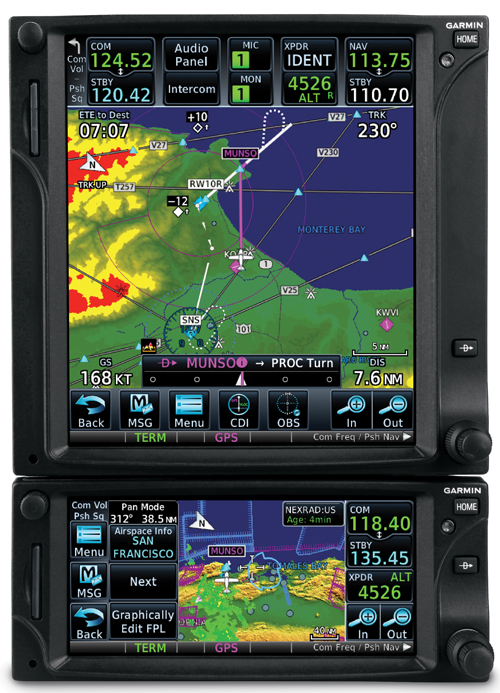 GARMIN
HOME
Com
Vol
Psh
Sq
COM
124.52
STBY
120.42
Audio
Panel
Intercom
MIC
1
MON
1
XPDR
IDENT
4526
ALT R
NAV
113.75
STBY
110.70
ETE to Dest
07:07
+10
V27
TRK
230°
V27
MUNSO
V230
N
TRK UP
T257
RW10R
-12
MONTEREY BAY
1
V25
KWVI
SNS
101
5 NM
GS
168 KT
D
MUNSO
→ PROC Turn
DIS
7.6 NM
D
Back
MSG
Menu
CDI
OBS
In
Out
TERM
GPS
Com Freq / Psh Nav
GARMIN
HOME
Com Vol
Psh Sq
Pan Mode
312° 38.5 NM
Airspace Info
SAN
FRANCISCO
Menu
MSG
Next
Back
Graphically
Edit FPL
N
NEXRAD:US
Age: 4min
MUNSO
TOMALES BAY
40 NM
COM
118.40
STBY
135.45
XPDR ALT
4526
In
Out
D
TERM
GPS
Com Freq / Psh Nav